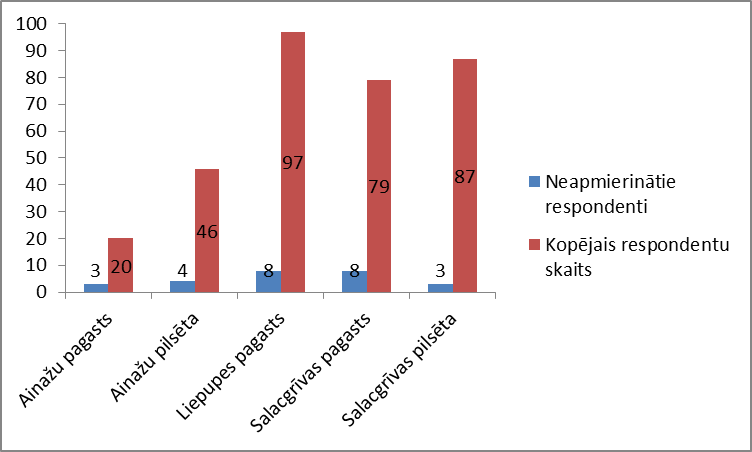 100
90
80
70
60
50
40
30
20
10
0
3 20 4 46 8 97 8 79 3 87
Ainažu pagasts
Ainažu pilsēta
Liepupes pagasts
Salacgrīvas pagasts
Salacgrīvas pilsēta
Neapmierinātie
respondenti
Kopējais respondentu
skaits